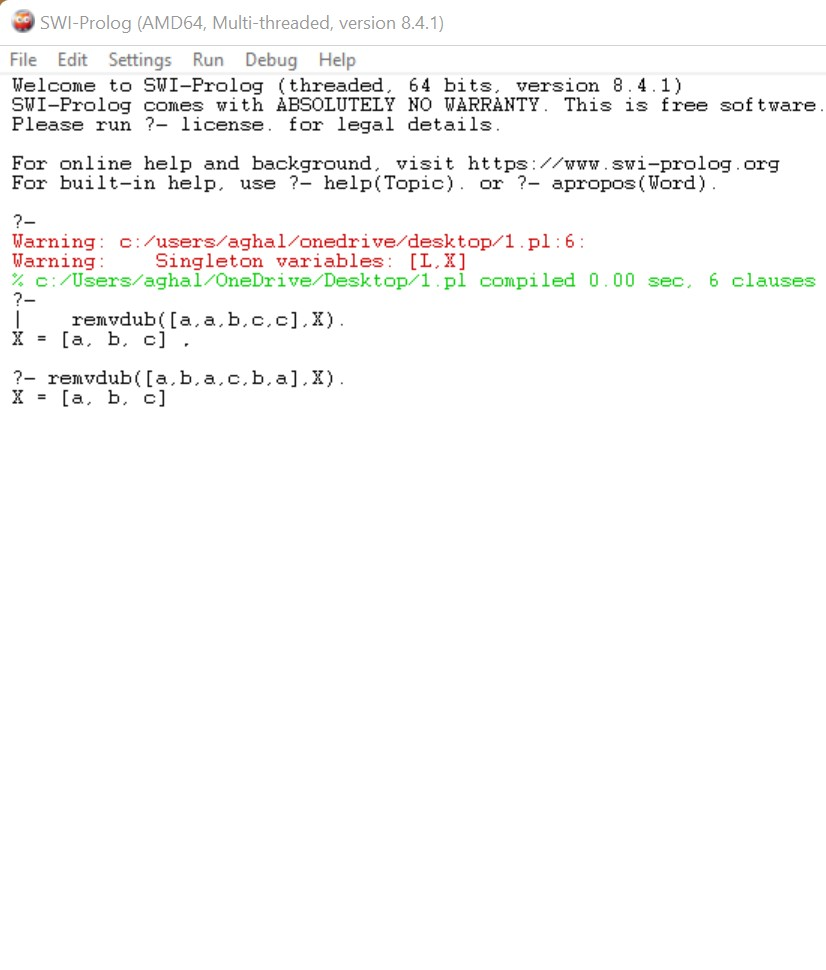 SWI-Prolog (AMD64, Multi-threaded, version 8.4.1)
File Edit Settings Run Debug Help
Welcome to SWI-Prolog (threaded, 64 bits, version 8.4.1)
SWI-Prolog comes with ABSOLUTELY NO WARRANTY. This is free software.
Please run ?- license. for legal details.
For online help and background, visit https://www.swi-prolog.org
For built-in help, use ?- help(Topic). or ?- apropos(Word).
?-
Warning: c:/users/aghal/onedrive/desktop/1.pl:6:
Warning:    Singleton variables: [L,X]
% c:/Users/aghal/OneDrive/Desktop/1.pl compiled 0.00 sec, 6 clauses
?-
|    remvdub([a,a,b,c,c],X).
X = [a, b, c] .
?- remvdub([a,b,a,c,b,a],X).
X = [a, b, c]